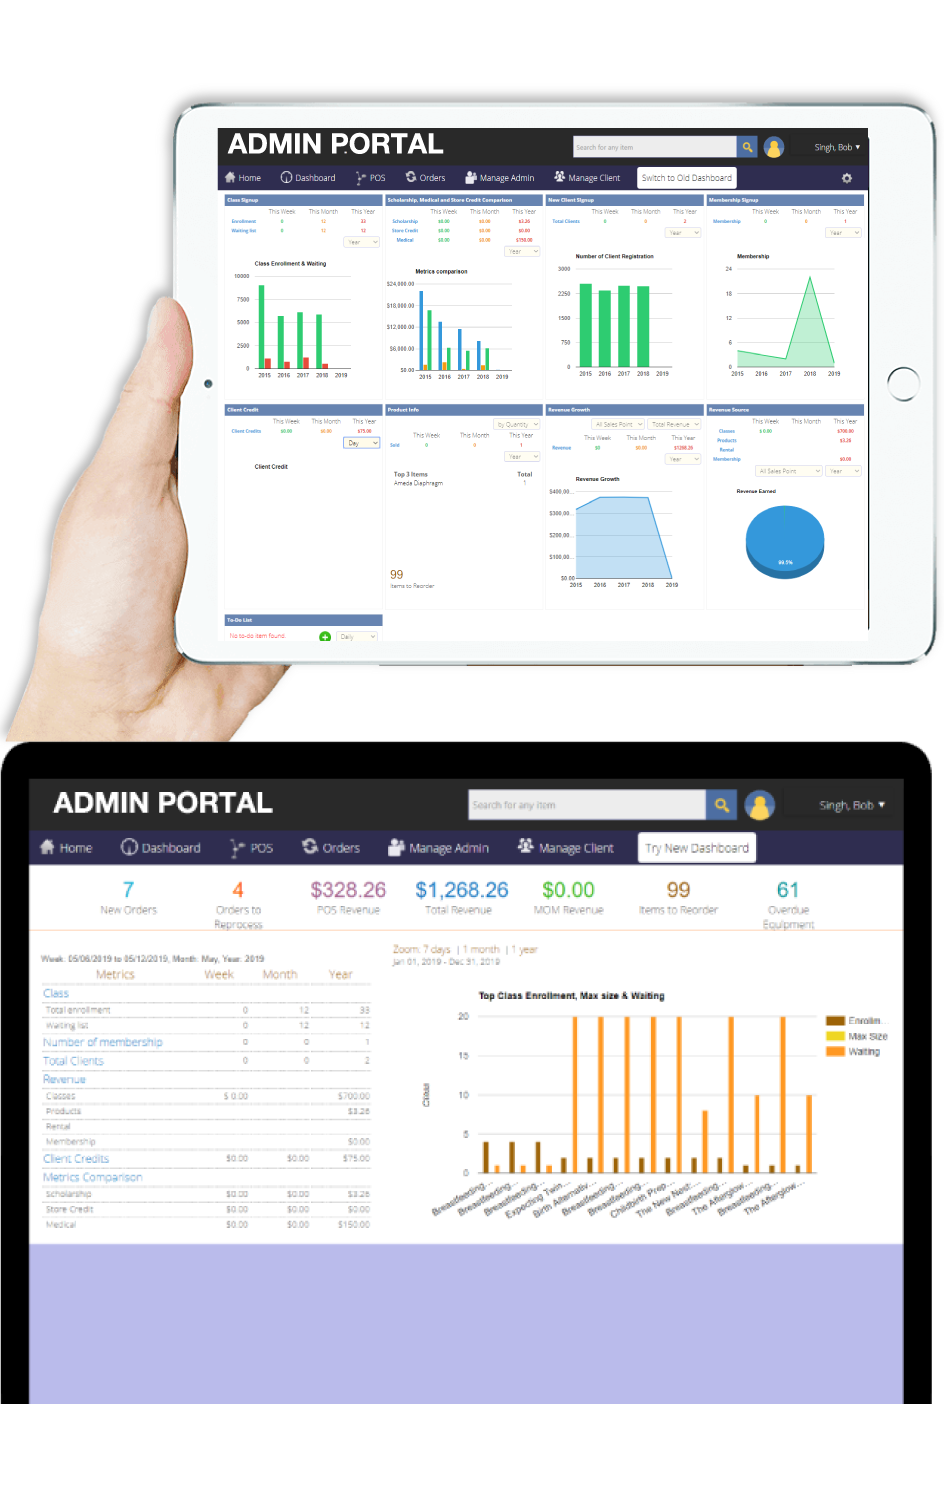 ADMIN PORTAL
Search for any item
Singh, Bob
Home Dashboard POS Orders Manage Admin Manage Client Switch to Old Dashboard
Class Signup
This Week This Month This Year
Enrollment 0 12 33
Waiting list 0 12 12
Year
Class Enrollment & Waiting
10000
7500
5000
2500
0
2015 2016 2017 2018 2019
Scholarship, Medical and Store Credit Comparison
This Week This Month This Year
Scholarship $0.00 $0.00 $3.26
Store Credit $0.00 $0.00 $0.00
Medical $0.00 $0.00 $150.00
Year
Metrics comparison
$24,000.00
$18,000.00
$12,000.00
$6,000.00
$0.00
2015 2016 2017 2018 2019
New Client Signup
This Week This Month This Year
Total Clients 0 0 2
Year
Number of Client Registration
3000
2250
1500
750
0
2015 2016 2017 2018 2019
Membership Signup
This Week This Month This Year
Membership 0 0 1
Year
Membership
24
18
12
6
0
2015 2016 2017 2018 2019
Client Credit
This Week This Month This Year
Client Credits $0.00 $0.00 $75.00
Day
Client Credit
Product Info
by Quantity
This Week This Month This Year
Sold 0 0 1
Year
Top 3 Items Total
Ameda Diaphragm 1
99
Items to Reorder
Revenue Growth
All Sales Point Total Revenue
This Week This Month This Year
Revenue $0 $0.00 $1268.26
Year
Revenue Growth
$400,00...
$300,00...
$200,00...
$100,00...
$0.00
2015 2016 2017 2018 2019
Revenue Source
This Week This Month This Year
Classes $ 0.00 $700.00
Products $3.26
Rental
Membership $0.00
All Sales Point Year
Revenue Earned
99.5%
To-Do List
No to-do item found Daily
ADMIN PORTAL
Search for any item
Singh, Bob
Home Dashboard POS Orders Manage Admin Manage Client Try New Dashboard
7 4 $328.26 $1,268.26 $0.00 99 61
New Orders Orders to Reprocess POS Revenue Total Revenue MOM Revenue Items to Reorder Overdue Equipment
Week: 05/06/2019 to 05/12/2019, Month: May, Year: 2019
Metrics Week Month Year
Class
Total enrollment 0 12 33
Waiting list 0 12 12
Number of membership 0 0 1
Total Clients 0 0 2
Revenue
Classes $ 0.00 $700.00
Products $3.26
Rental
Membership $0.00
Client Credits $0.00 $0.00 $75.00
Metrics Comparison
Scholarship $0.00 $0.00 $3.26
Store Credit $0.00 $0.00 $0.00
Medical $0.00 $0.00 $150.00
Zoom: 7 days | 1 month | 1 year
Jan 01, 2019 - Dec 31, 2019
Top Class Enrollment, Max size & Waiting
20
15
10
5
0
Class
Breastfeeding...
Breastfeeding...
Breastfeeding...
Expecting Twin...
Birth Alternativ...
Breastfeeding...
Breastfeeding...
Childbirth Prep...
The New Nest...
Breastfeeding...
The Afterglow...
Breastfeeding...
The Afterglow...
Enrollm...
Max Size
Waiting